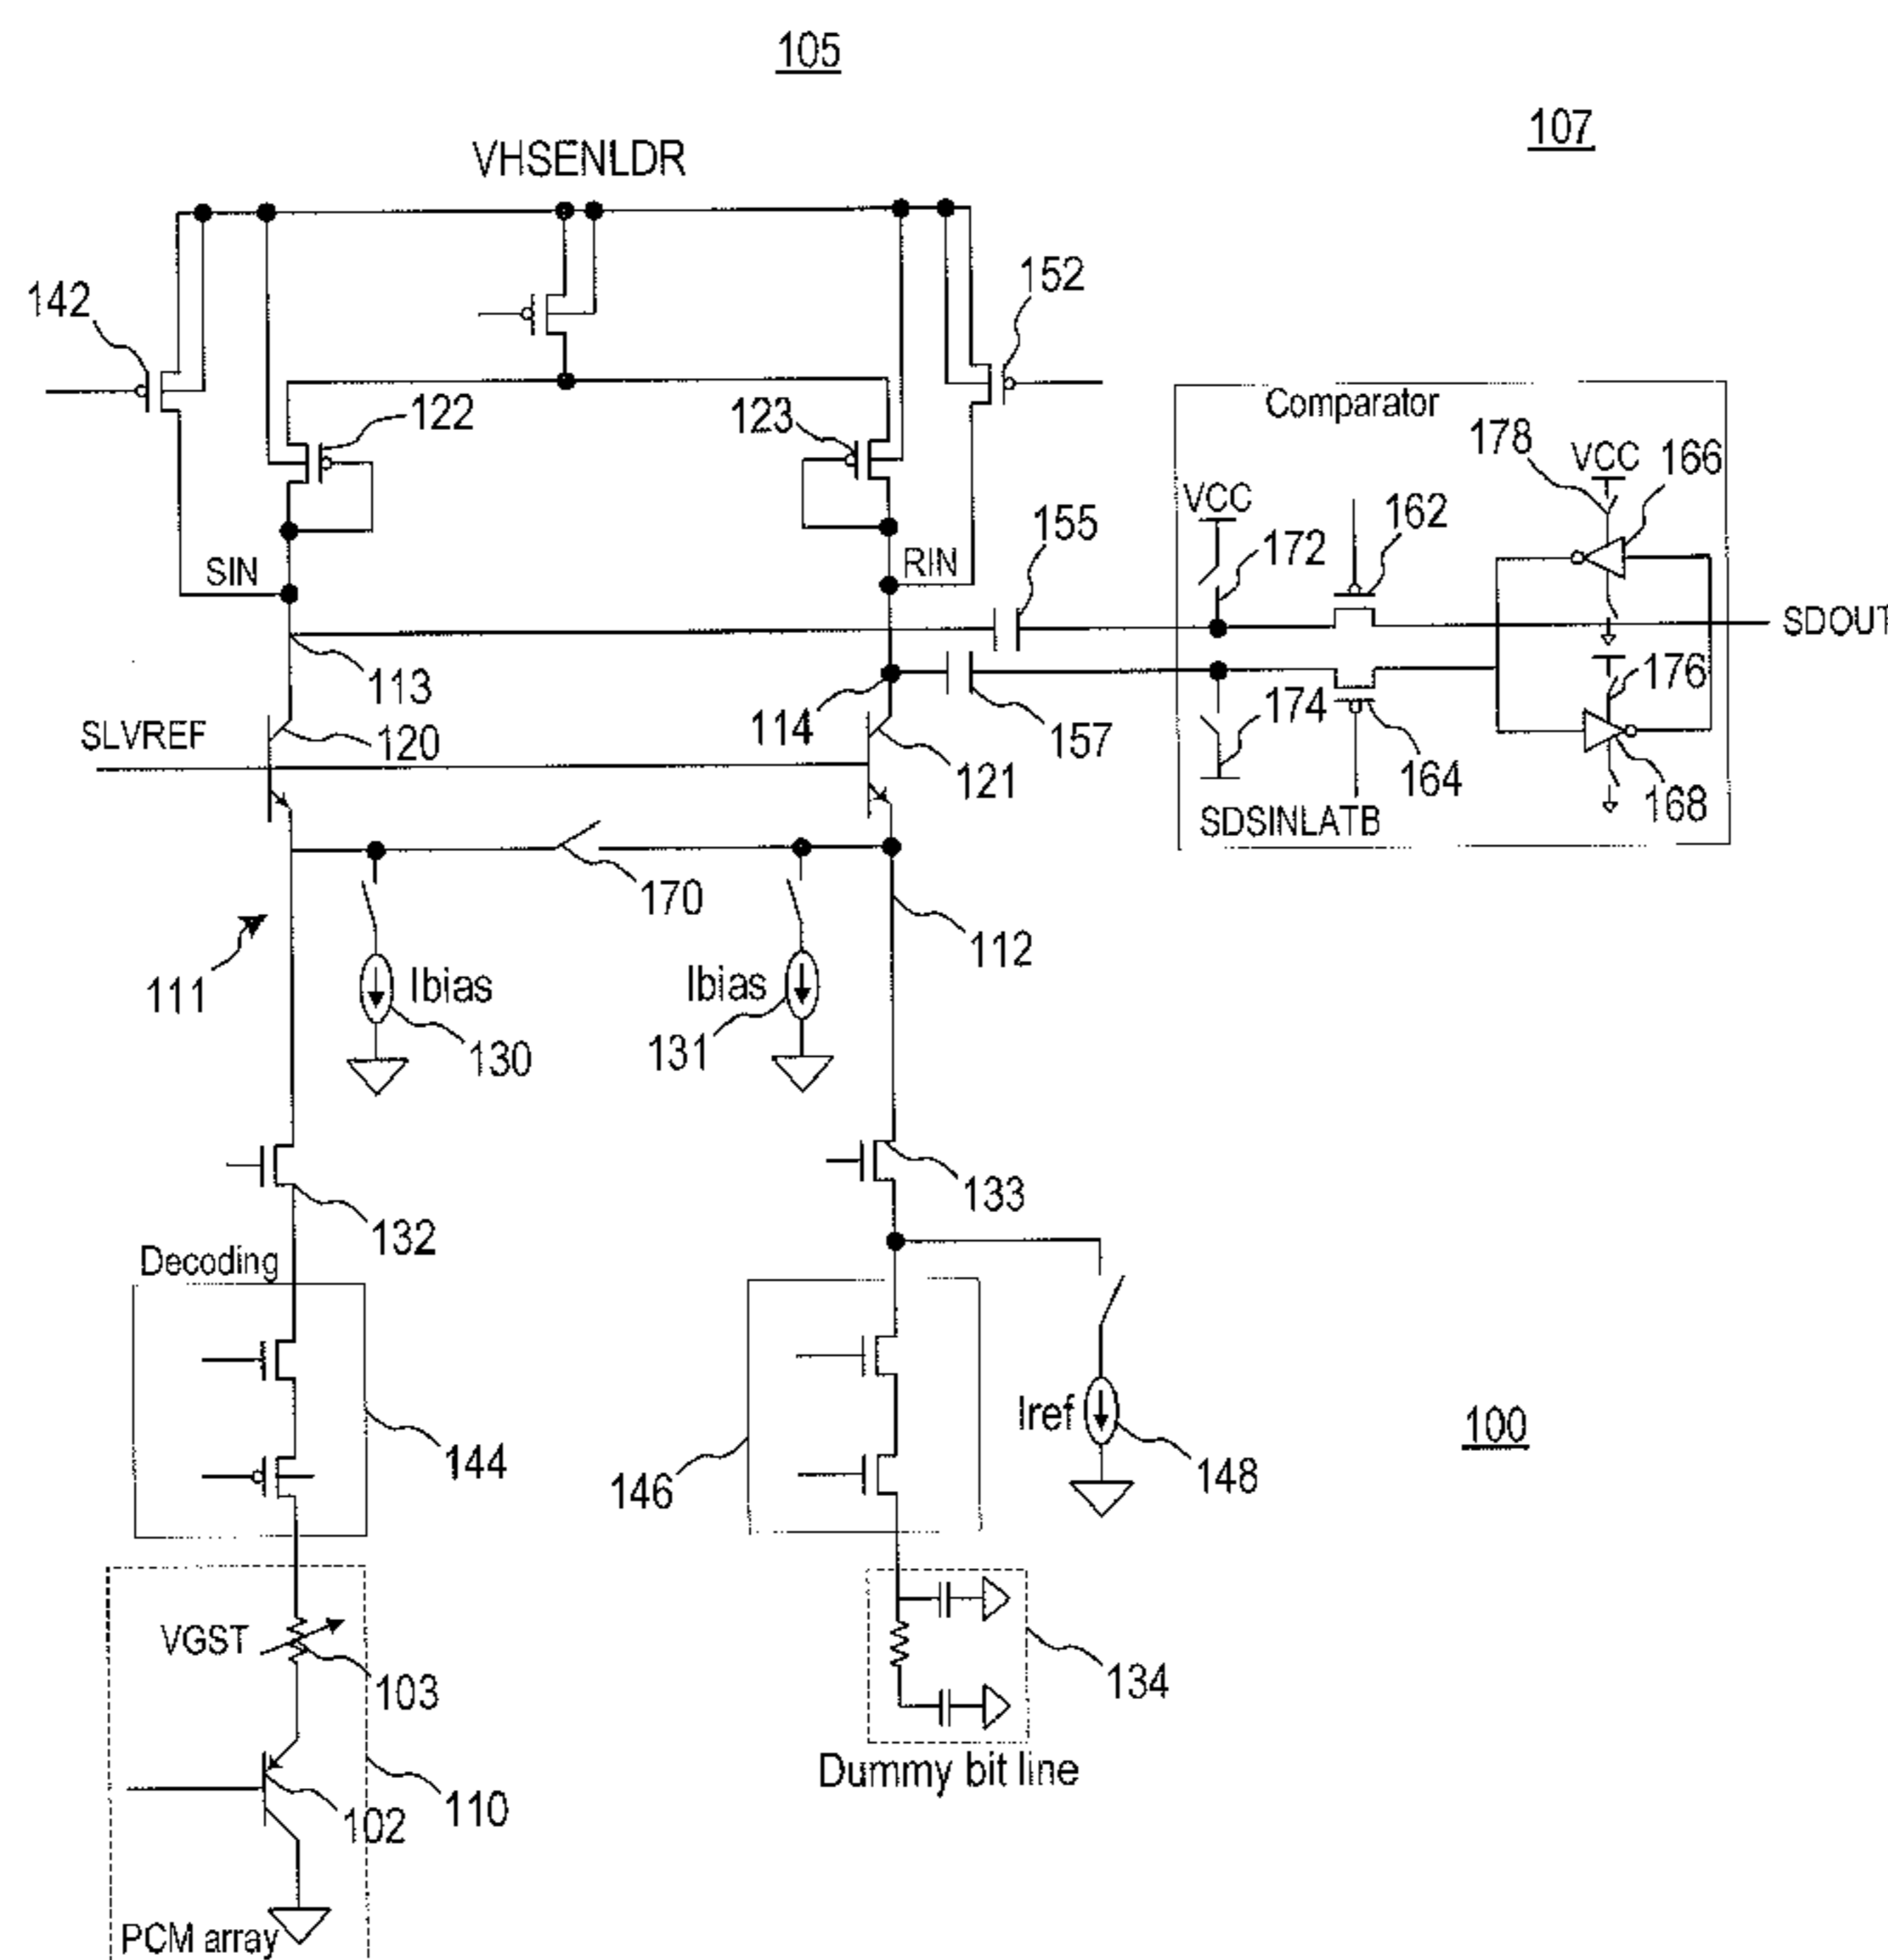 105
107
VHSENLDR
142
152
122
123
Comparator
178
VCC
166
VCC
162
155
SIN
RIN
SDOUT
113
114
176
174
157
172
SLVREF
120
121
164
168
SDSINLATB
170
112
111
Ibias
Ibias
130
131
132
133
Decoding
144
146
Iref
148
100
VGST
103
134
Dummy bit line
102
110
PCM array